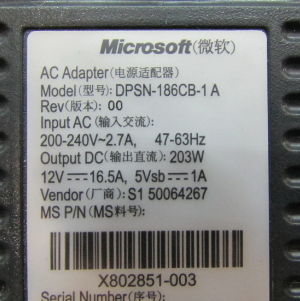 Microsoft(微软)
AC Adapter(电源适配器)
Model(型号): DPSN-186CB-1 A
Rev(版本): 00
Input AC(输入交流):
200-240V~2.7A, 47-63Hz
Output DC(输出直流): 203W
12V⎓16.5A, 5Vsb⎓1A
Vendor(厂商): S1 50064267
MS P/N(MS料号):
X802851-003
Serial Number(序号):